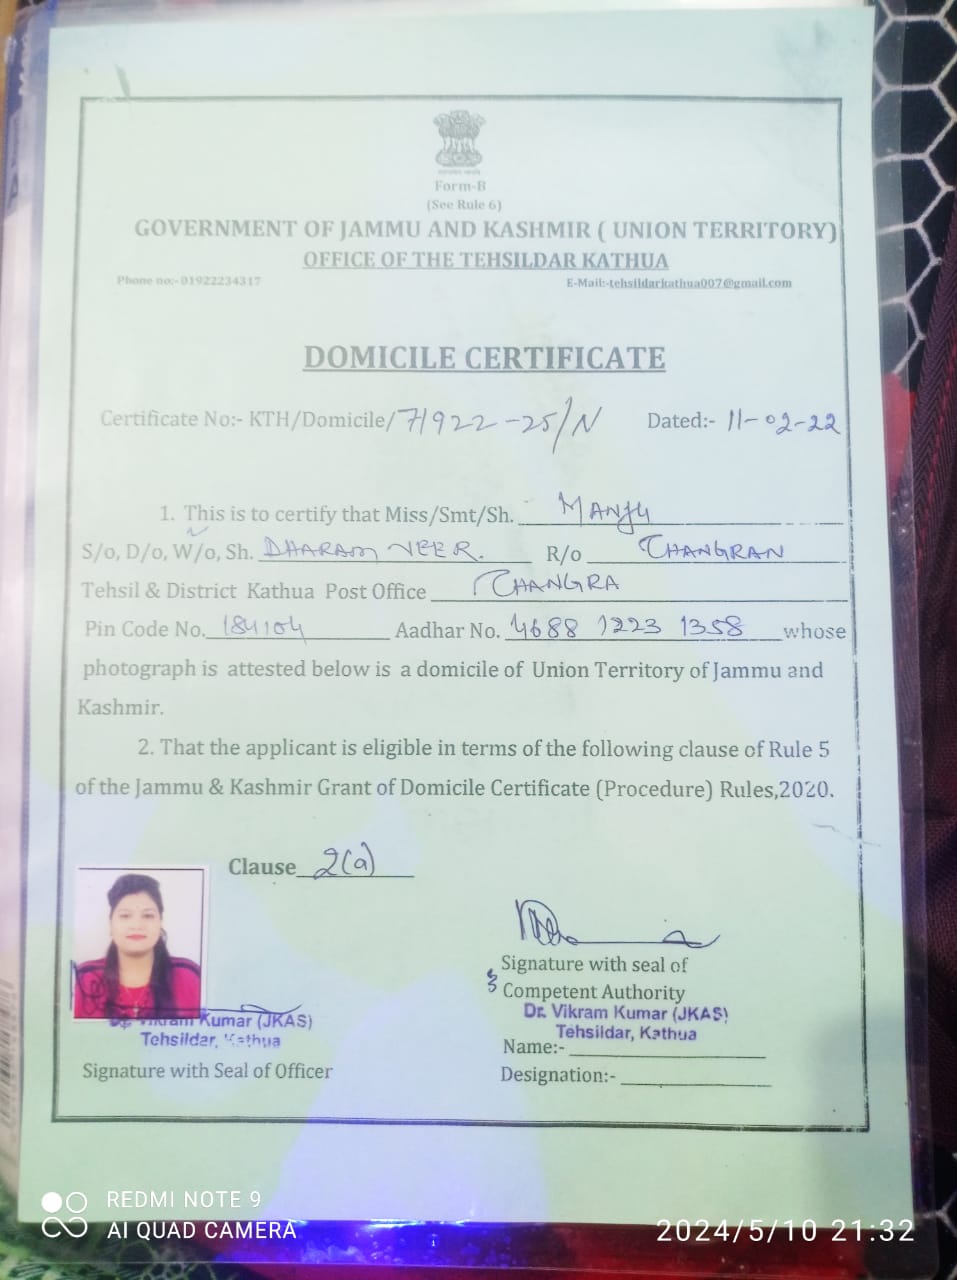 Form-B
(See Rule 6)
GOVERNMENT OF JAMMU AND KASHMIR ( UNION TERRITORY)
OFFICE OF THE TEHSILDAR KATHUA
Phone no:- 01922234317 E-Mail:-tehsildarkathua007@gmail.com
DOMICILE CERTIFICATE
Certificate No:- KTH/Domicile/71922-25/N Dated:- 11-02-22
1. This is to certify that Miss/Smt/Sh. MANJU
S/o, D/o, W/o, Sh. DHARAM VEER. R/o CHANGRAN
Tehsil & District Kathua Post Office CHANGRA
Pin Code No. 184104 Aadhar No. 4688 1223 1358 whose
photograph is attested below is a domicile of Union Territory of Jammu and
Kashmir.
2. That the applicant is eligible in terms of the following clause of Rule 5
of the Jammu & Kashmir Grant of Domicile Certificate (Procedure) Rules,2020.
Clause 2(a)
Signature with seal of
Competent Authority
Dr. Vikram Kumar (JKAS)
Tehsildar, Kathua
Name:-
Designation:-
Dr. Vikram Kumar (JKAS)
Tehsildar, Kathua
Signature with Seal of Officer
REDMI NOTE 9
AI QUAD CAMERA
2024/5/10 21:32